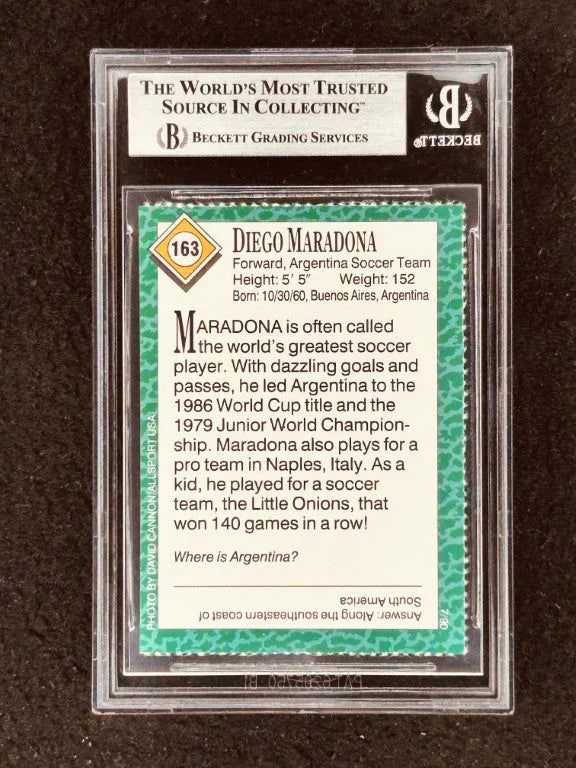 THE WORLD'S MOST TRUSTED
SOURCE IN COLLECTING™
B BECKETT GRADING SERVICES
B
BECKETT®
163
DIEGO MARADONA
Forward, Argentina Soccer Team
Height: 5' 5" Weight: 152
Born: 10/30/60, Buenos Aires, Argentina
MARADONA is often called
the world's greatest soccer
player. With dazzling goals and
passes, he led Argentina to the
1986 World Cup title and the
1979 Junior World Champion-
ship. Maradona also plays for a
pro team in Naples, Italy. As a
kid, he played for a soccer
team, the Little Onions, that
won 140 games in a row!
Where is Argentina?
Answer: Along the southeastern coast of
South America
7/90
PHOTO BY DAVID CANNON/ALLSPORT USA